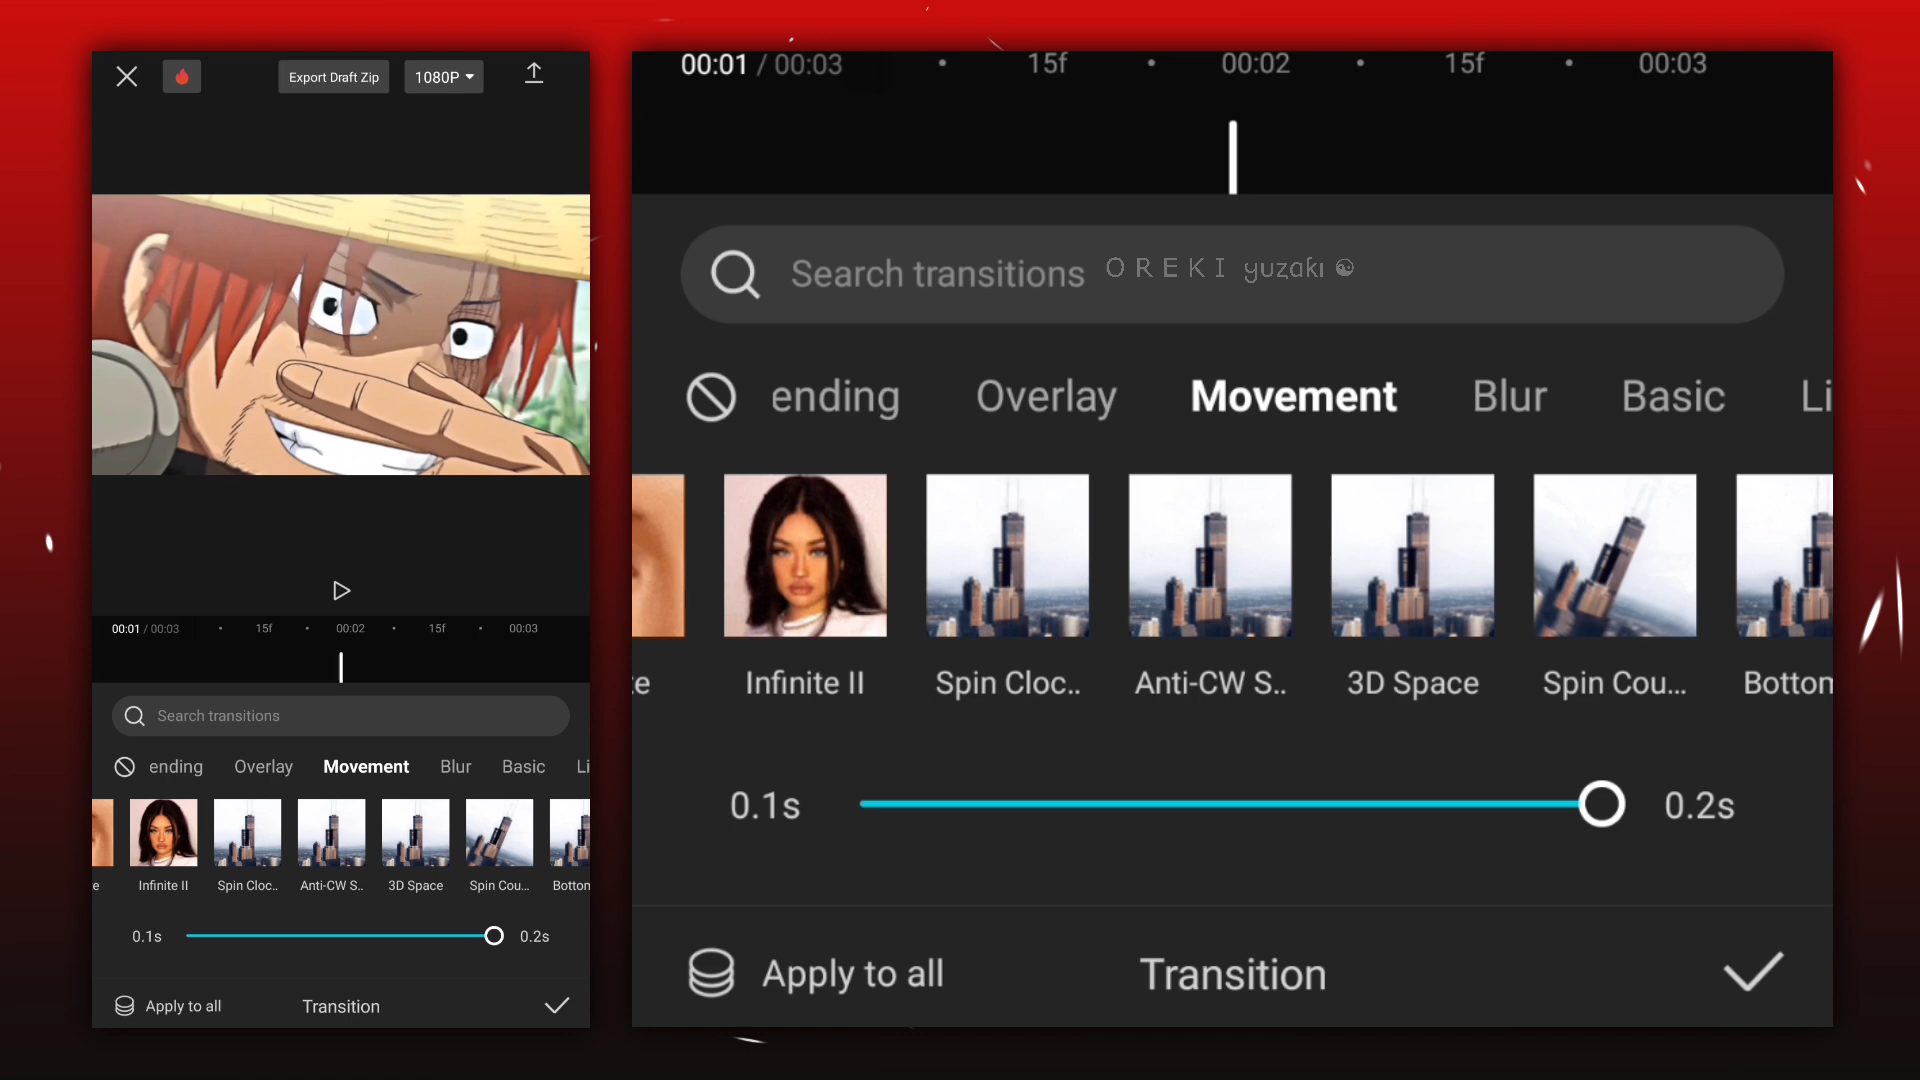 Export Draft Zip 1080P
00:01 / 00:03 15f 00:02 15f 00:03
Search transitions
ending Overlay Movement Blur Basic Li
e Infinite II Spin Cloc.. Anti-CW S.. 3D Space Spin Cou... Botton
0.1s 0.2s
Apply to all Transition
00:01 / 00:03 15f 00:02 15f 00:03
Search transitions O R E K I yuzaki
ending Overlay Movement Blur Basic Li
te Infinite II Spin Cloc.. Anti-CW S.. 3D Space Spin Cou... Botton
0.1s 0.2s
Apply to all Transition